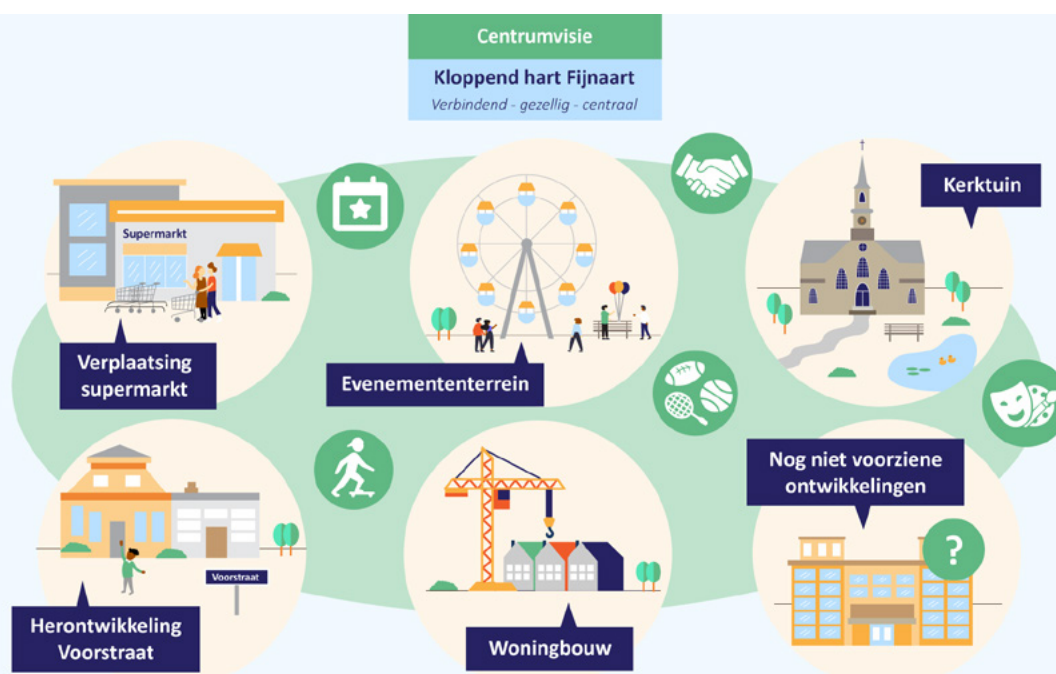 Centrumvisie
Kloppend hart Fijnaart
Verbindend - gezellig - centraal
Supermarkt
Verplaatsing
supermarkt
Evenemententerrein
Kerktuin
Voorstraat
Herontwikkeling
Voorstraat
Woningbouw
Nog niet voorziene
ontwikkelingen
?